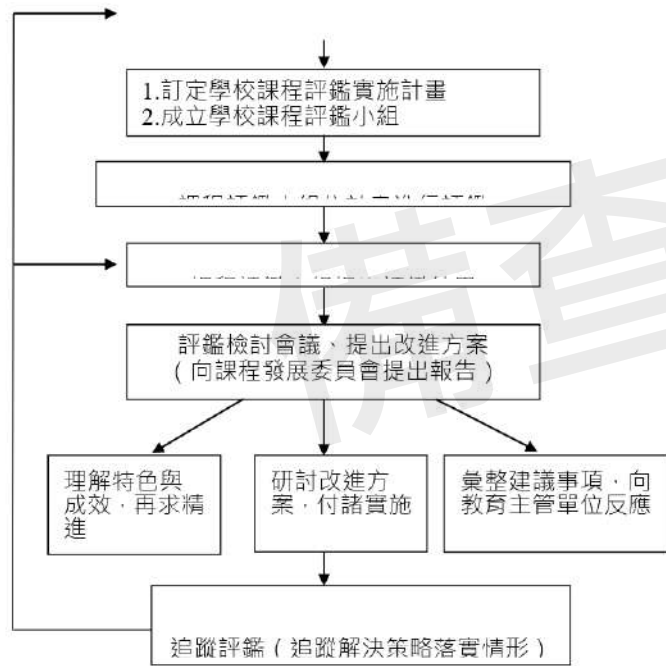 1.訂定學校課程評鑑實施計畫
2.成立學校課程評鑑小組
評鑑檢討會議、提出改進方案
（向課程發展委員會提出報告）
理解特色與
成效，再求精
進
研討改進方
案，付諸實施
彙整建議事項，向
教育主管單位反應
追蹤評鑑（追蹤解決策略落實情形）
備查